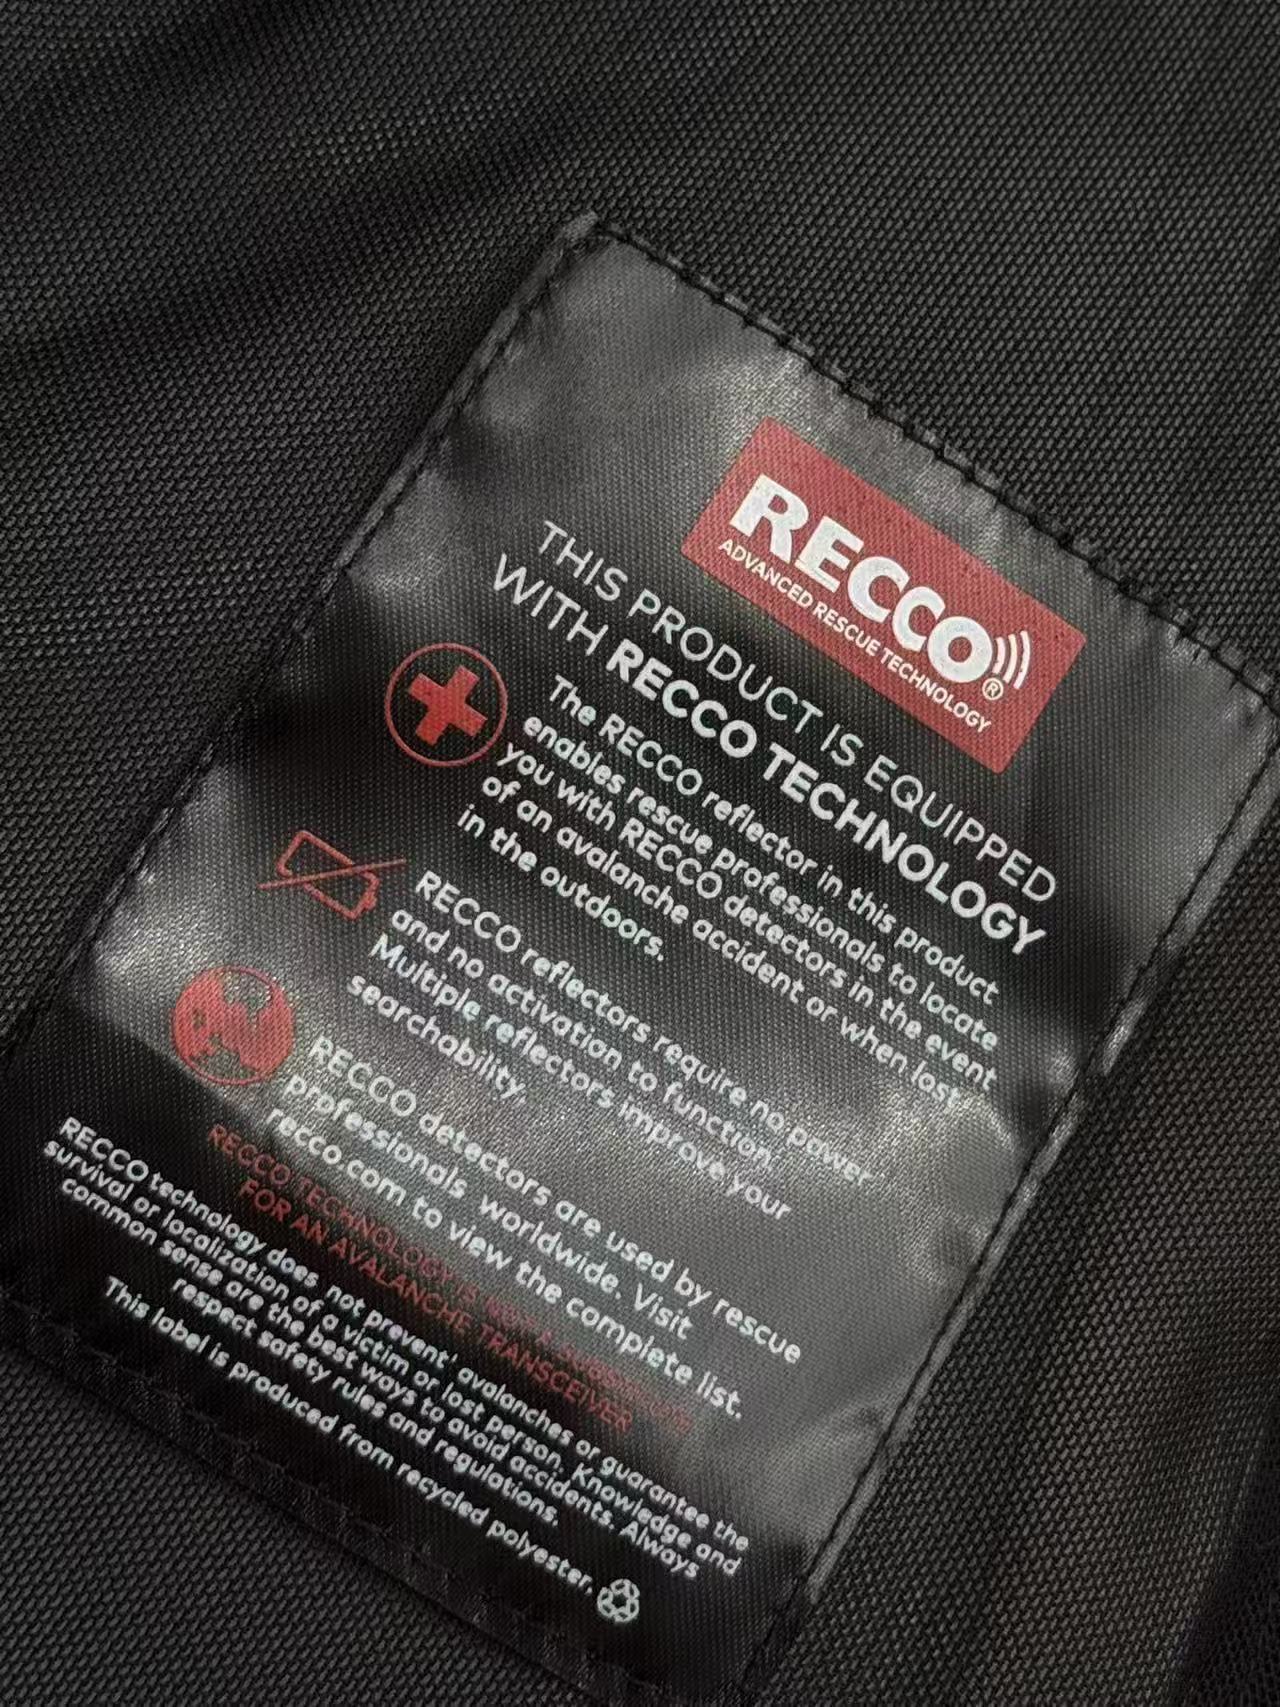 RECCO®
ADVANCED RESCUE TECHNOLOGY
THIS PRODUCT IS EQUIPPED
WITH RECCO TECHNOLOGY
The RECCO reflector in this product
enables rescue professionals to locate
you with RECCO detectors in the event
of an avalanche accident or when lost
in the outdoors.
RECCO reflectors require no power
and no activation to function.
Multiple reflectors improve your
searchability.
RECCO detectors are used by rescue
professionals worldwide. Visit
recco.com to view the complete list.
RECCO TECHNOLOGY IS NOT A SUBSTITUTE
FOR AN AVALANCHE TRANSCEIVER
RECCO technology does not prevent avalanches or guarantee the
survival or localization of a victim or lost person. Knowledge and
common sense are the best ways to avoid accidents. Always
respect safety rules and regulations.
This label is produced from recycled polyester.